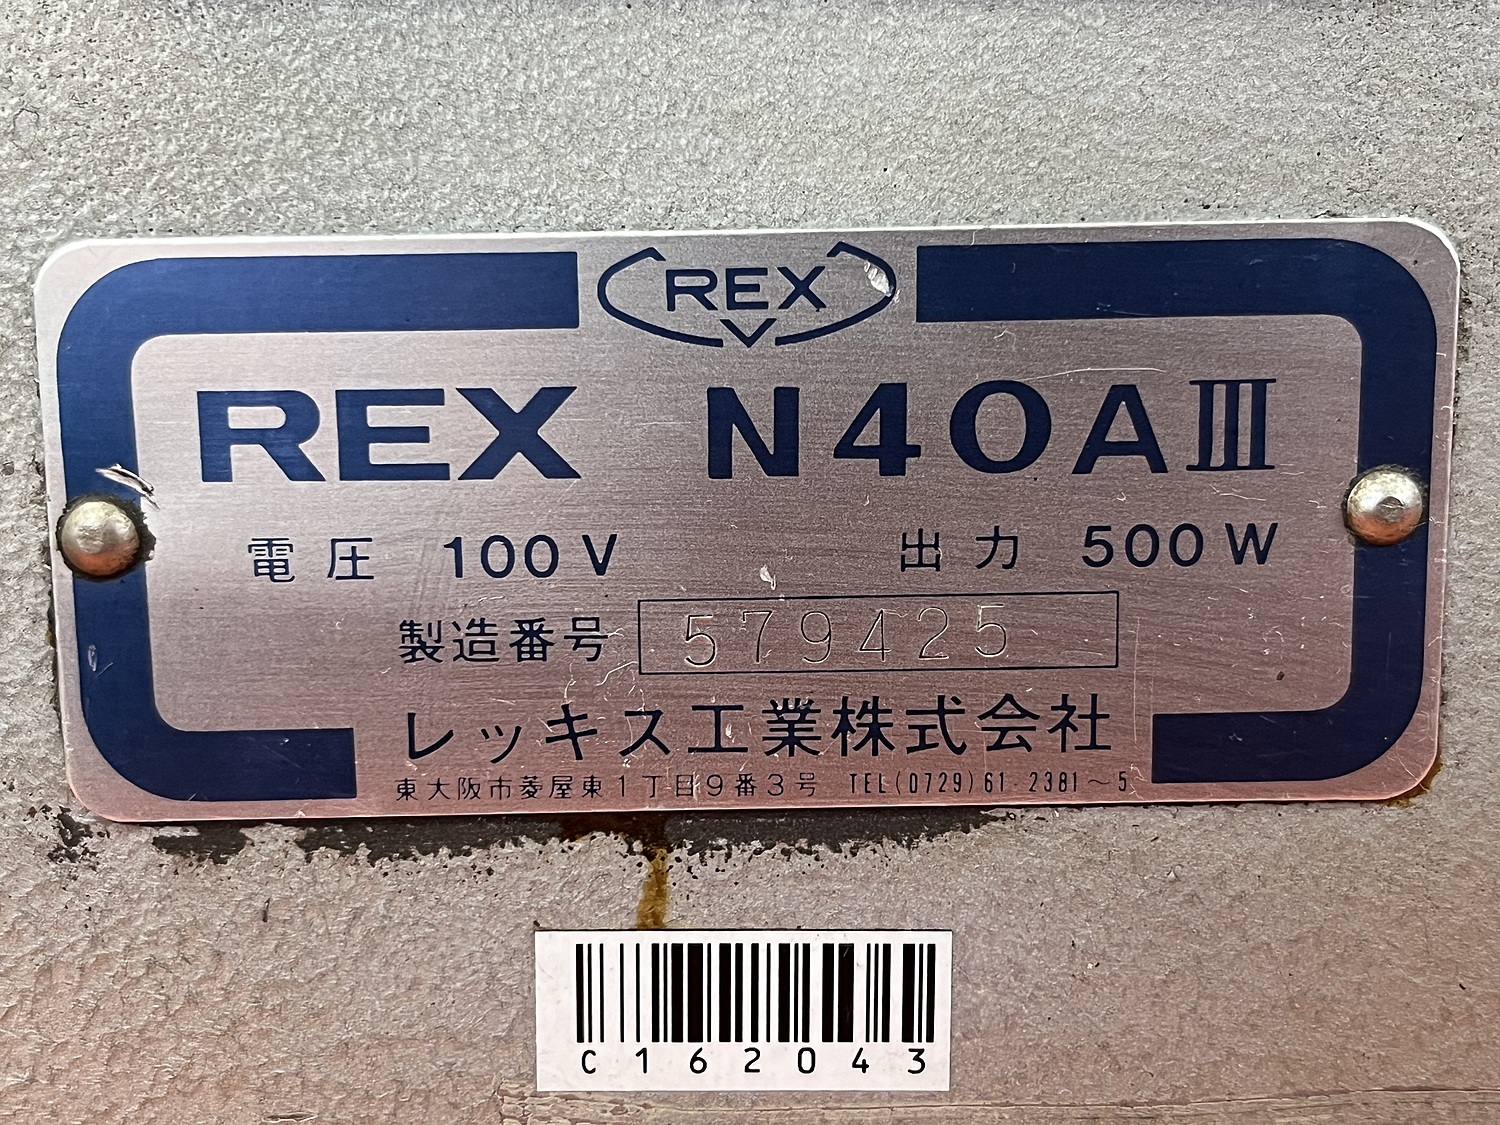 REX
REX N40AⅢ
電圧 100V 出力 500W
製造番号 579425
レッキス工業株式会社
東大阪市菱屋東1丁目9番3号 TEL(0729)61-2381~5
C162043